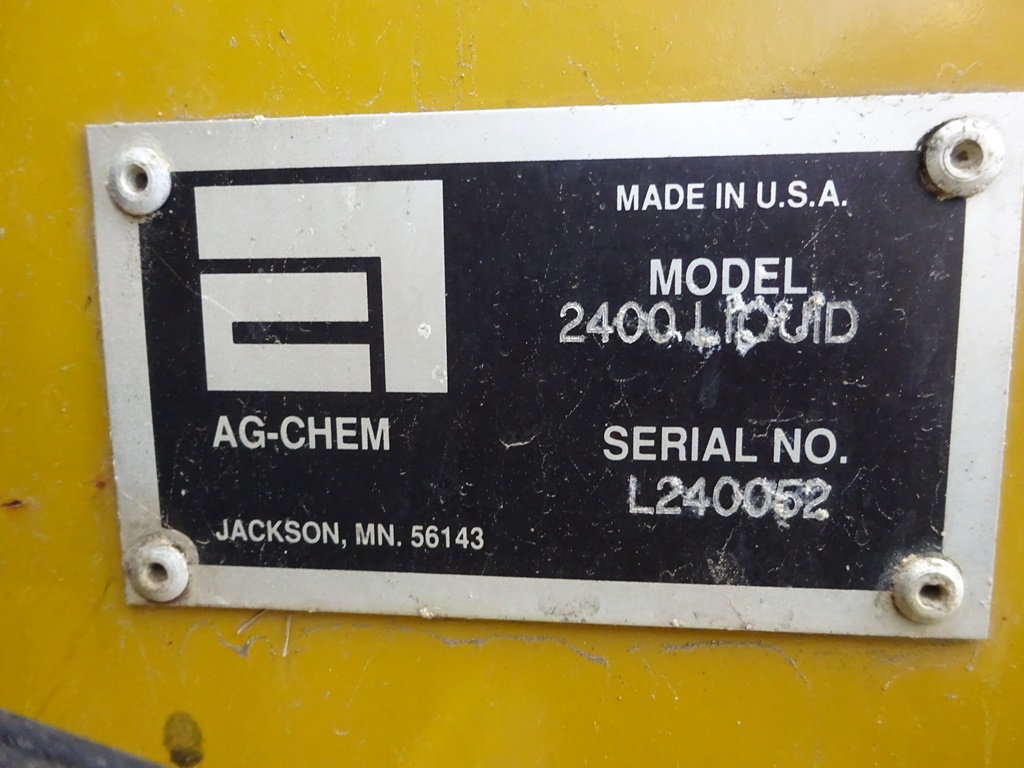 MADE IN U.S.A.
MODEL
2400 LIQUID
AG-CHEM
SERIAL NO.
L240052
JACKSON, MN. 56143